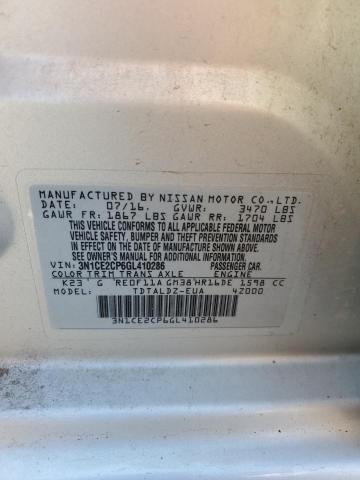 MANUFACTURED BY NISSAN MOTOR CO.,LTD.
DATE: 07/16. GVWR: 3470 LBS
GAWR FR: 1867 LBS GAWR RR: 1704 LBS
THIS VEHICLE CONFORMS TO ALL APPLICABLE FEDERAL MOTOR
VEHICLE SAFETY, BUMPER AND THEFT PREVENTION STANDARDS
IN EFFECT ON THE DATE OF MANUFACTURE SHOWN ABOVE.
SEE OWNER'S MANUAL FOR ADDITIONAL INFORMATION.
VIN: 3N1CE2CP6GL410286 PASSENGER CAR.
COLOR TRIM TRANS AXLE ENGINE
K23 G RE0F11A GM38 HR16DE 1598 CC
MODEL TDTALDZ-EUA 4Z000
3N1CE2CP6GL410286